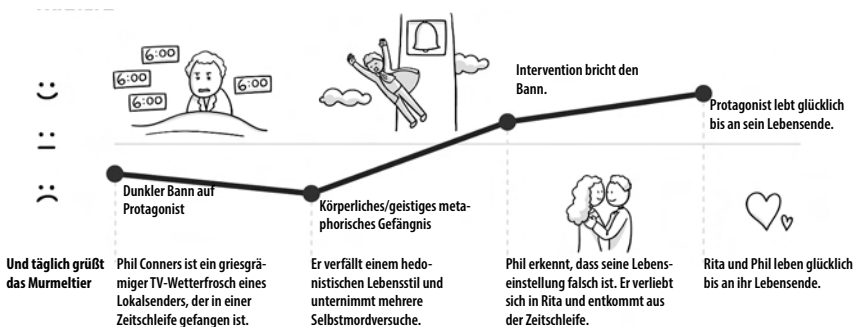 6:00
6:00
6:00
6:00
Intervention bricht den
Bann.
Protagonist lebt glücklich
bis an sein Lebensende.
Dunkler Bann auf
Protagonist
Körperliches/geistiges meta-
phorisches Gefängnis
Und täglich grüßt
das Murmeltier
Phil Conners ist ein griesgrä-
miger TV-Wetterfrosch eines
Lokalsenders, der in einer
Zeitschleife gefangen ist.
Er verfällt einem hedo-
nistischen Lebensstil und
unternimmt mehrere
Selbstmordversuche.
Phil erkennt, dass seine Lebens-
einstellung falsch ist. Er verliebt
sich in Rita und entkommt aus
der Zeitschleife.
Rita und Phil leben glücklich
bis an ihr Lebensende.